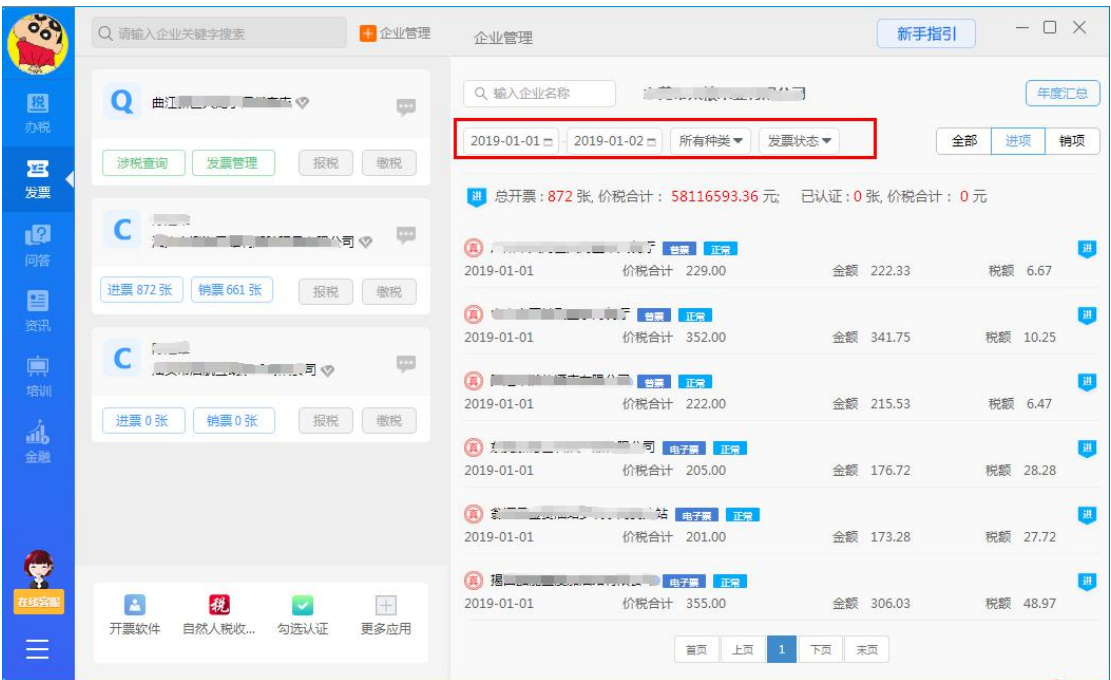 请输入企业关键字搜索
企业管理
企业管理
新手指引
税
办税
发票
问答
资讯
培训
金融
在线客服
Q
曲江
涉税查询
发票管理
报税
缴税
C
公司
进票 872 张
销票 661 张
报税
缴税
C
司
进票 0 张
销票 0 张
报税
缴税
开票软件
税
自然人税收...
勾选认证
更多应用
输入企业名称
年度汇总
2019-01-01 - 2019-01-02 所有种类 发票状态
全部 进项 销项
进 总开票 : 872 张, 价税合计 : 58116593.36 元; 已认证 : 0 张, 价税合计 : 0 元
真 厅 普票 正常 进
2019-01-01 价税合计 229.00 金额 222.33 税额 6.67
真 普票 正常 进
2019-01-01 价税合计 352.00 金额 341.75 税额 10.25
真 普票 正常 进
2019-01-01 价税合计 222.00 金额 215.53 税额 6.47
真 司 电子票 正常 进
2019-01-01 价税合计 205.00 金额 176.72 税额 28.28
真 站 电子票 正常 进
2019-01-01 价税合计 201.00 金额 173.28 税额 27.72
真 电子票 正常 进
2019-01-01 价税合计 355.00 金额 306.03 税额 48.97
首页 上页 1 下页 末页